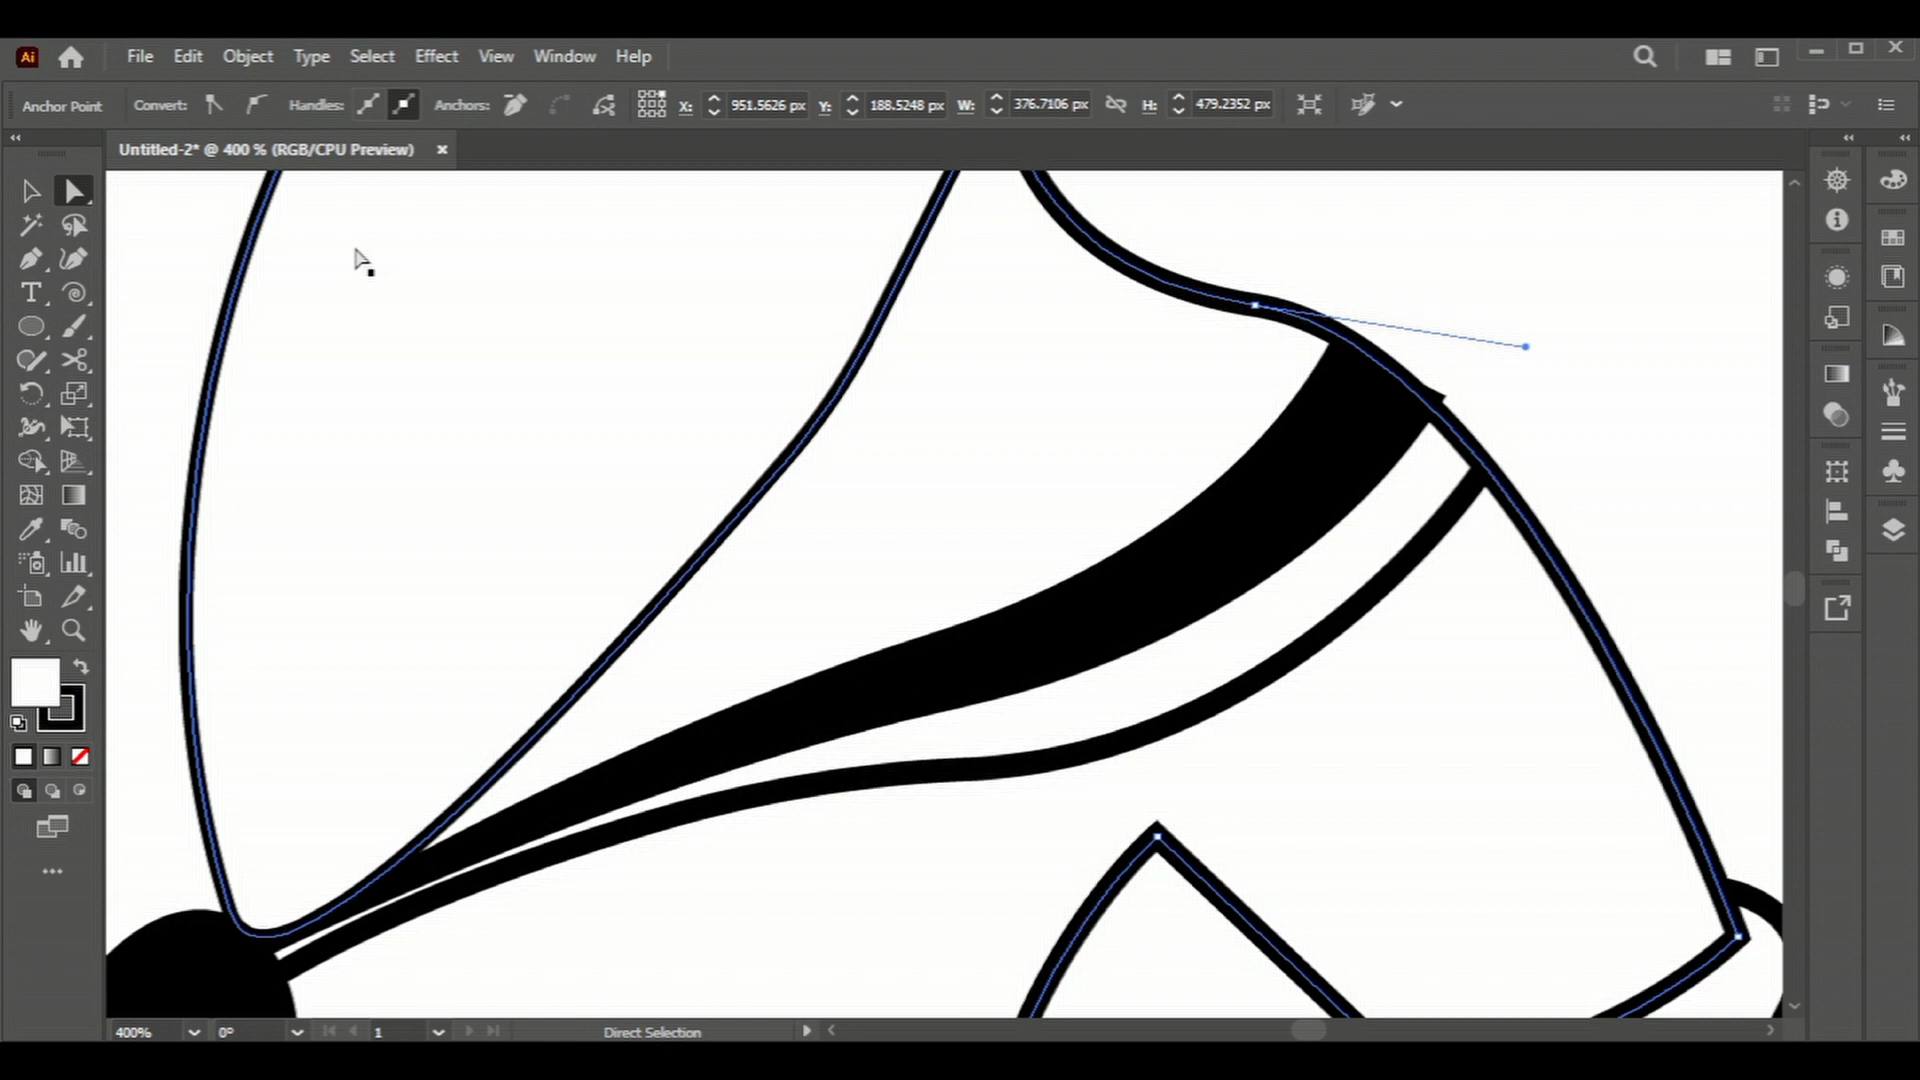 Ai File Edit Object Type Select Effect View Window Help
Anchor Point Convert: Handles: Anchors: X: 951.5626 px Y: 188.5248 px W: 376.7106 px H: 479.2352 px
Untitled-2* @ 400 % (RGB/CPU Preview)
400% 0° 1 Direct Selection